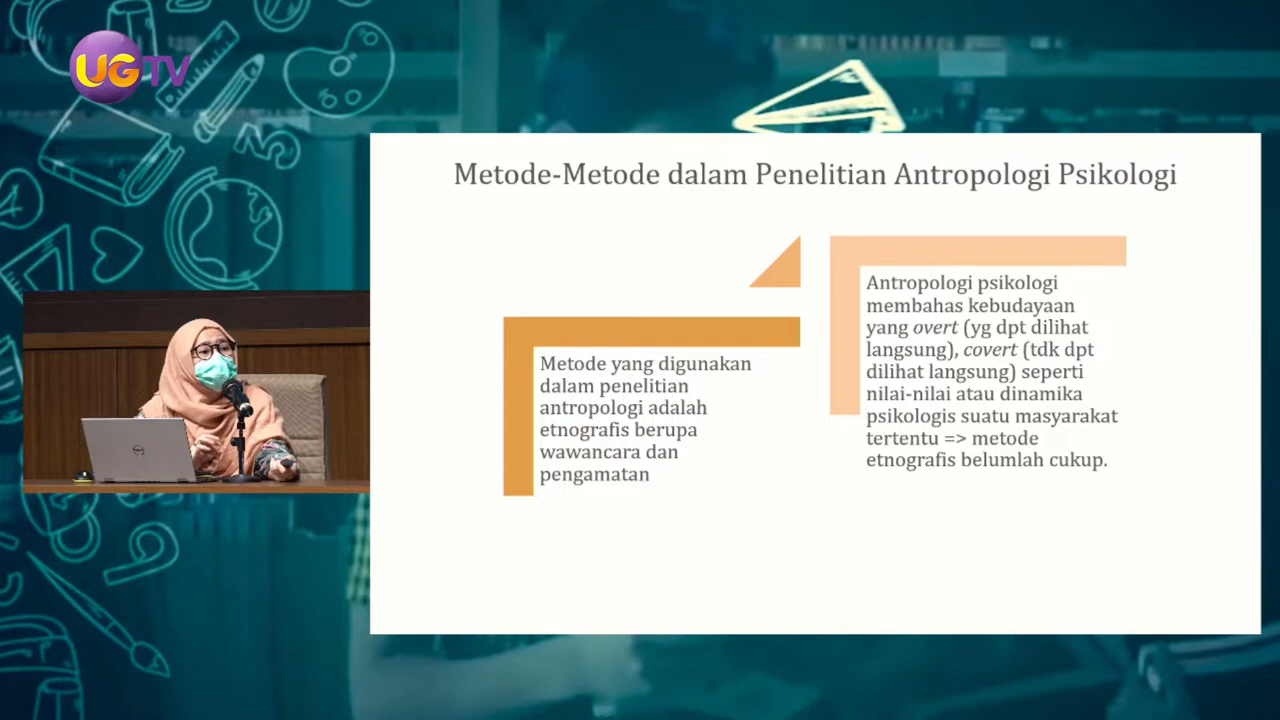 UGTV
Metode-Metode dalam Penelitian Antropologi Psikologi
Metode yang digunakan
dalam penelitian
antropologi adalah
etnografis berupa
wawancara dan
pengamatan
Antropologi psikologi
membahas kebudayaan
yang overt (yg dpt dilihat
langsung), covert (tdk dpt
dilihat langsung) seperti
nilai-nilai atau dinamika
psikologis suatu masyarakat
tertentu => metode
etnografis belumlah cukup.
DELL